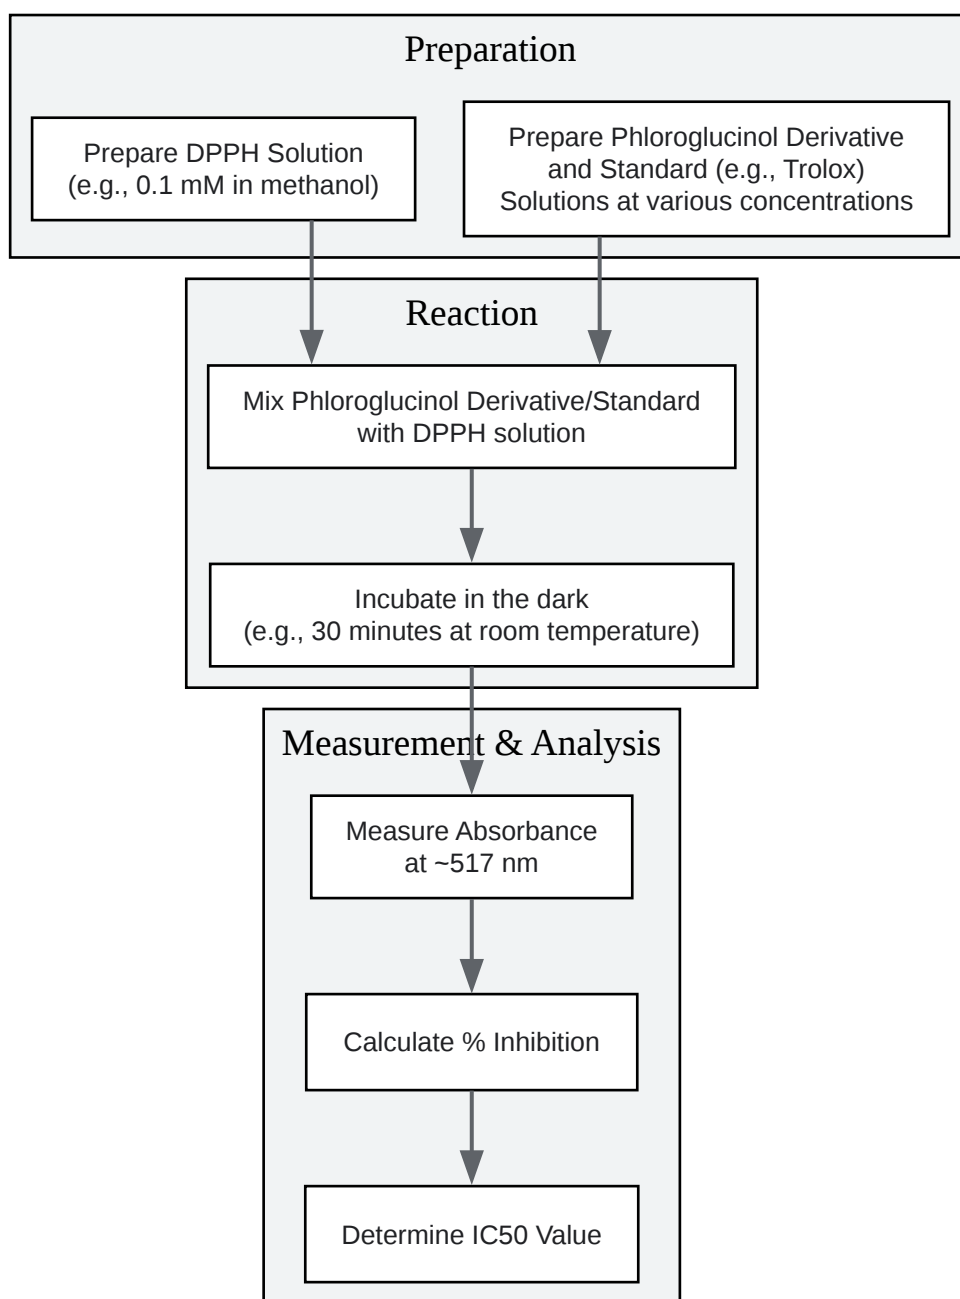 Preparation
Prepare DPPH Solution
(e.g., 0.1 mM in methanol)
Prepare Phloroglucinol Derivative
and Standard (e.g., Trolox)
Solutions at various concentrations
Reaction
Mix Phloroglucinol Derivative/Standard
with DPPH solution
Incubate in the dark
(e.g., 30 minutes at room temperature)
Measurement & Analysis
Measure Absorbance
at ~517 nm
Calculate % Inhibition
Determine IC50 Value